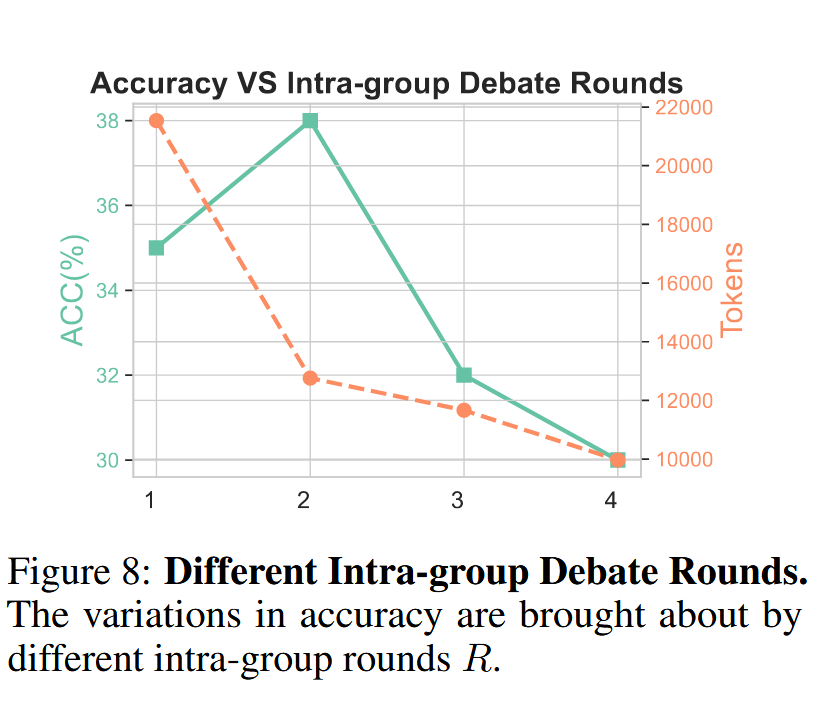 Accuracy VS Intra-group Debate Rounds
38
36
34
32
30
ACC(%)
22000
20000
18000
16000
14000
12000
10000
Tokens
1 2 3 4
Figure 8: Different Intra-group Debate Rounds.
The variations in accuracy are brought about by
different intra-group rounds R.